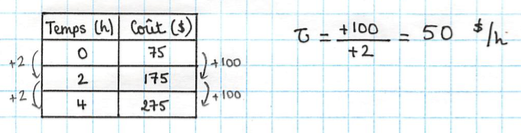 Temps (h) Coût ($)
0 75
+2 2 175 +100
+2 4 275 +100
τ = +100/+2 = 50 $/h